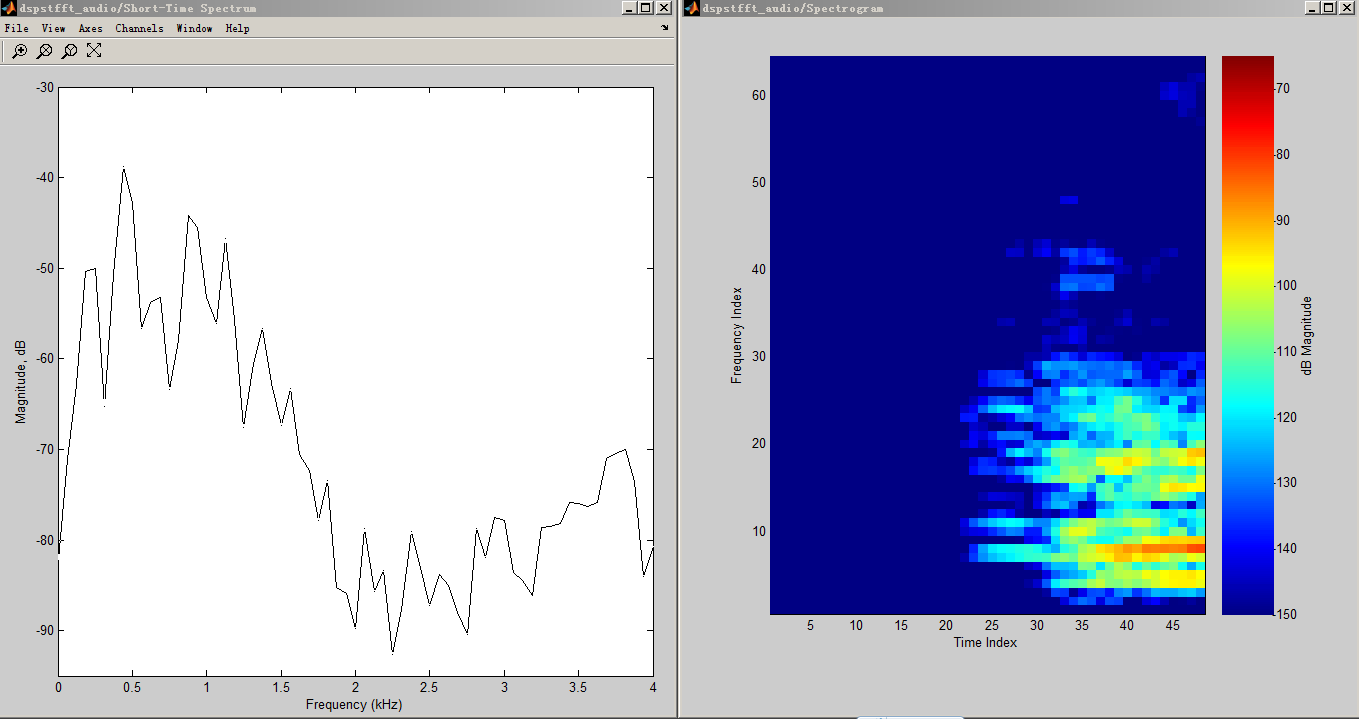 dspstfft_audio/Short-Time Spectrum
File View Axes Channels Window Help
-30
-40
-50
-60
-70
-80
-90
Magnitude, dB
0 0.5 1 1.5 2 2.5 3 3.5 4
Frequency (kHz)
dspstfft_audio/Spectrogram
60
50
40
30
20
10
Frequency Index
5 10 15 20 25 30 35 40 45
Time Index
-70
-80
-90
-100
-110
-120
-130
-140
-150
dB Magnitude